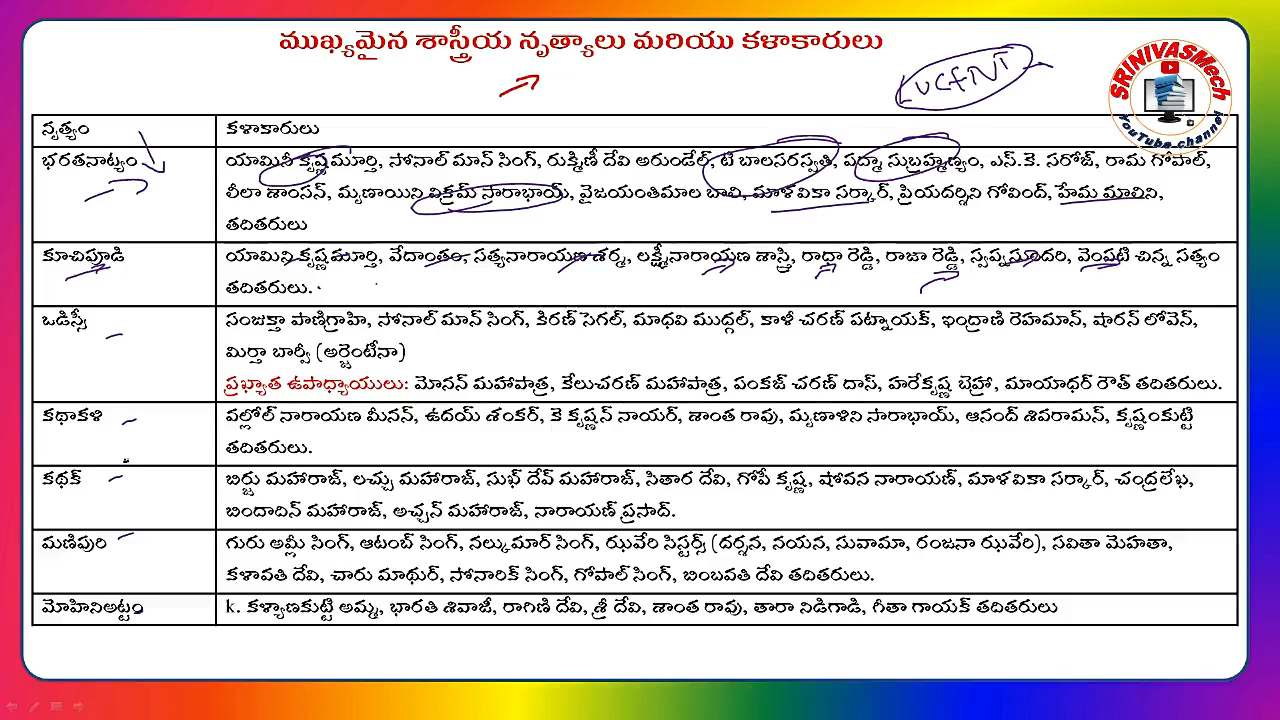 ముఖ్యమైన శాస్త్రీయ నృత్యాలు మరియు కళాకారులు
SRINIVASMech
YouTube channel
నృత్యం
కళాకారులు
భరతనాట్యం
యామినీ కృష్ణమూర్తి, సోనాల్ మాన్ సింగ్, రుక్మిణీ దేవి అరుండేల్, టి బాలసరస్వతి, పద్మా సుబ్రహ్మణ్యం, ఎస్.కె. సరోజ్, రామ గోపాల్,
లీలా శాంసన్, మృణాయిని విక్రమ్ సారాభాయ్, వైజయంతిమాల బాలి, మాళవికా సర్కార్, ప్రియదర్శిని గోవింద్, హేమ మాలిని,
తదితరులు
కూచిపూడి
యామిని కృష్ణమూర్తి, వేదాంతం, సత్యనారాయణ శర్మ, లక్ష్మీనారాయణ శాస్త్రి, రాధా రెడ్డి, రాజా రెడ్డి, స్వప్నసుందరి, వెంపటి చిన్న సత్యం
తదితరులు.
ఒడిస్సీ
సంజుక్తా పాణిగ్రాహి, సోనాల్ మాన్ సింగ్, కిరణ్ సెగల్, మాధవి ముద్గల్, కాళీ చరణ్ పట్నాయక్, ఇంద్రాణి రెహమాన్, షారన్ లోవెన్,
మిర్తా బార్వీ (అర్జెంటీనా)
ప్రఖ్యాత ఉపాధ్యాయులు: మోసన్ మహాపాత్ర, కేలుచరణ్ మహాపాత్ర, పంకజ్ చరణ్ దాస్, హరేకృష్ణ బెహ్రా, మాయాధర్ రౌత్ తదితరులు.
కథాకళి
వల్లోల్ నారాయణ మీనన్, ఉదయ్ శంకర్, కె కృష్ణన్ నాయర్, శాంత రావు, మృణాళిని సారాభాయ్, ఆనంద్ శివరామన్, కృష్ణంకుట్టి
తదితరులు.
కథక్
బిర్జు మహారాజ్, లచ్చు మహారాజ్, సుఖ్ దేవ్ మహారాజ్, సితార దేవి, గోపీ కృష్ణ, షోవన నారాయణ్, మాళవికా సర్కార్, చంద్రలేఖ,
బిందాదిన్ మహారాజ్, అచ్చన్ మహారాజ్, నారాయణ్ ప్రసాద్.
మణిపురి
గురు అమ్లీ సింగ్, ఆటంబ్ సింగ్, నల్కుమార్ సింగ్, ఝవేరి సిస్టర్స్ (దర్శన, నయన, సువామా, రంజనా ఝవేరి), సవితా మెహతా,
కళావతి దేవి, చారు మాథుర్, సోనారిక్ సింగ్, గోపాల్ సింగ్, బింబవతి దేవి తదితరులు.
మోహినిఅట్టం
k. కళ్యాణకుట్టి అమ్మ, భారతి శివాజీ, రాగిణి దేవి, శ్రీ దేవి, శాంత రావు, తారా నిడిగాడి, గీతా గాయక్ తదితరులు